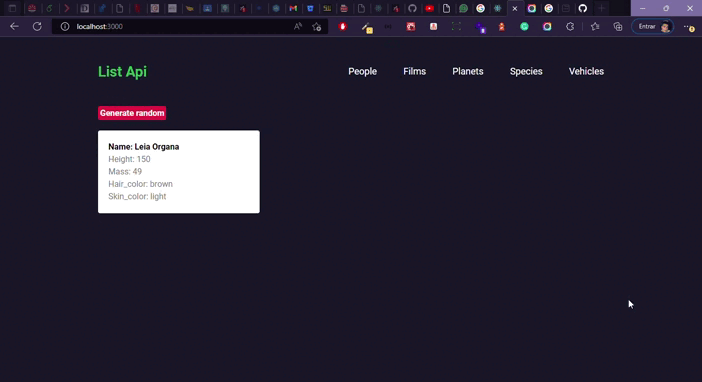 localhost:3000
Entrar
List Api
People
Films
Planets
Species
Vehicles
Generate random
Name: Leia Organa
Height: 150
Mass: 49
Hair_color: brown
Skin_color: light